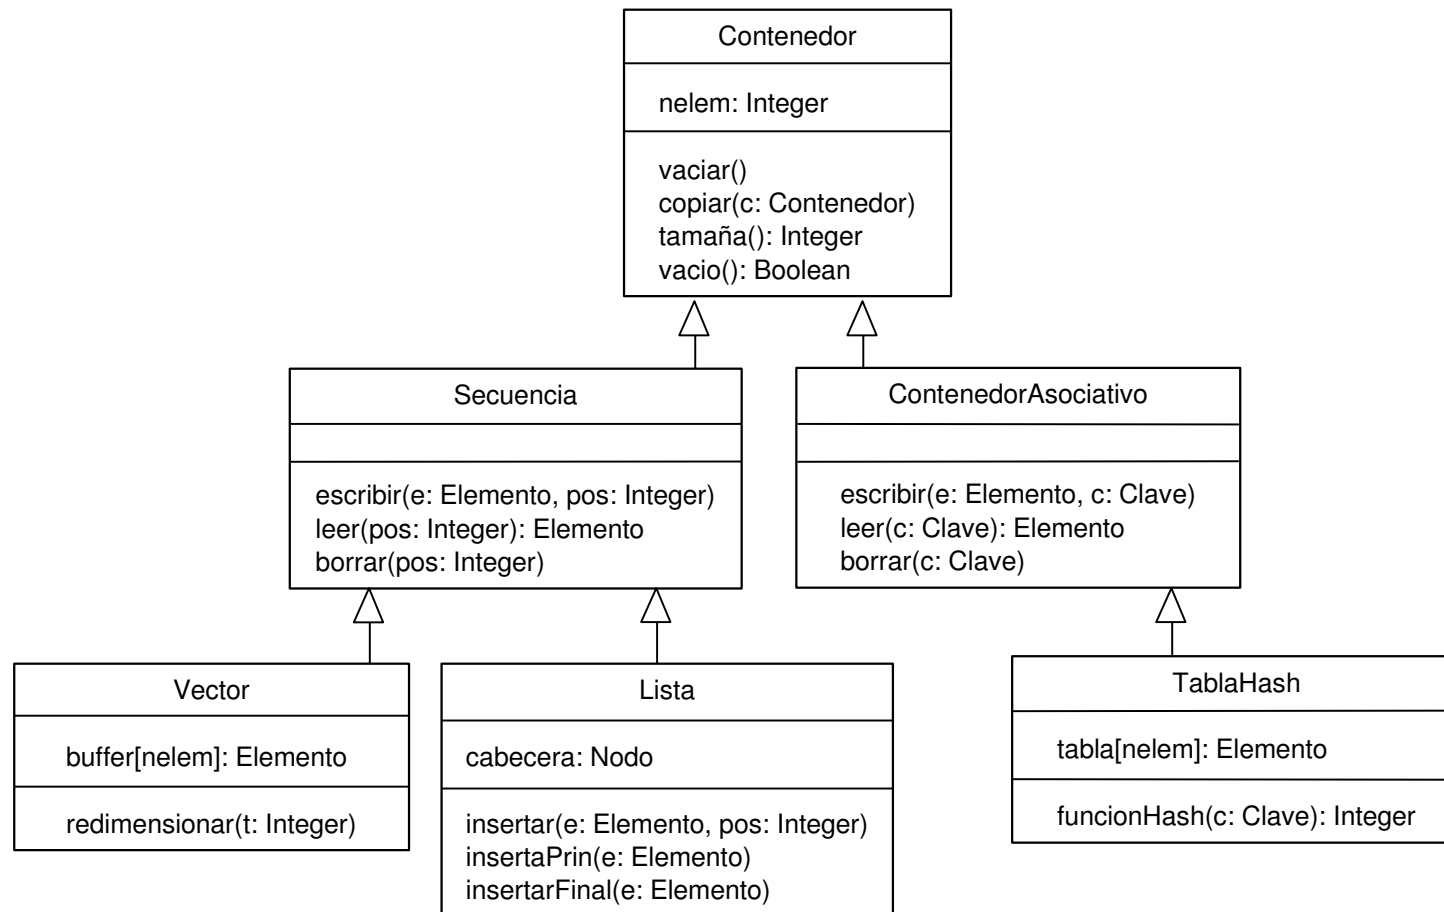 Contenedor
nelem: Integer
vaciar()
copiar(c: Contenedor)
tamaña(): Integer
vacio(): Boolean
Secuencia
escribir(e: Elemento, pos: Integer)
leer(pos: Integer): Elemento
borrar(pos: Integer)
ContenedorAsociativo
escribir(e: Elemento, c: Clave)
leer(c: Clave): Elemento
borrar(c: Clave)
Vector
buffer[nelem]: Elemento
redimensionar(t: Integer)
Lista
cabecera: Nodo
insertar(e: Elemento, pos: Integer)
insertaPrin(e: Elemento)
insertarFinal(e: Elemento)
TablaHash
tabla[nelem]: Elemento
funcionHash(c: Clave): Integer